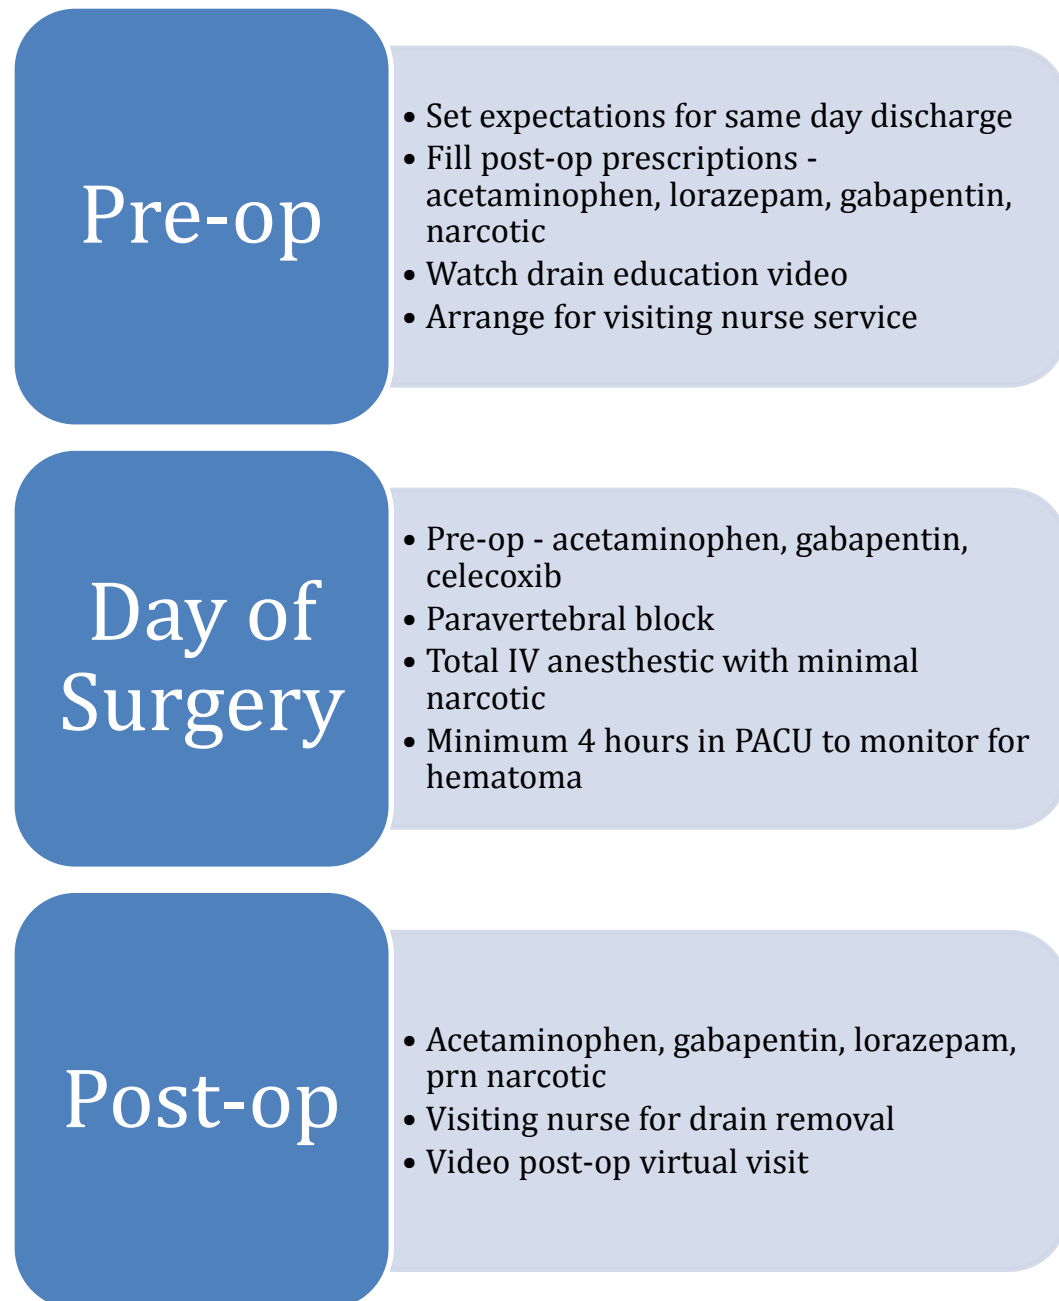 Pre-op
• Set expectations for same day discharge
• Fill post-op prescriptions -
acetaminophen, lorazepam, gabapentin,
narcotic
• Watch drain education video
• Arrange for visiting nurse service
Day of
Surgery
• Pre-op - acetaminophen, gabapentin,
celecoxib
• Paravertebral block
• Total IV anesthestic with minimal
narcotic
• Minimum 4 hours in PACU to monitor for
hematoma
Post-op
• Acetaminophen, gabapentin, lorazepam,
prn narcotic
• Visiting nurse for drain removal
• Video post-op virtual visit